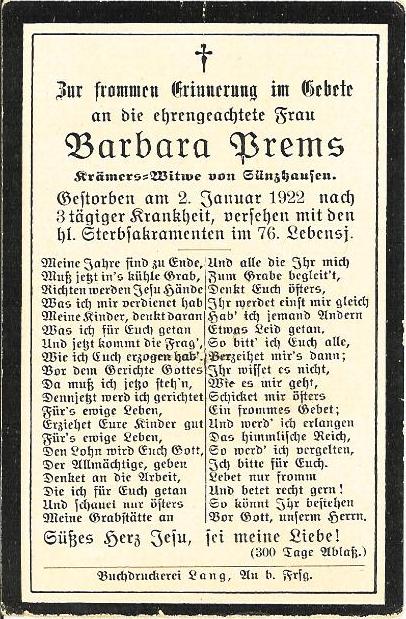 Zur frommen Erinnerung im Gebete
an die ehrengeachtete Frau
Barbara Prems
Krämers-Witwe von Sünzhausen.
Gestorben am 2. Januar 1922 nach
3 tägiger Krankheit, versehen mit den
hl. Sterbsakramenten im 76. Lebensj.
Meine Jahre sind zu Ende,
Muß jetzt in's kühle Grab,
Richten werden Jesu Hände
Was ich mir verdienet hab
Meine Kinder, denkt daran
Was ich für Euch getan
Und jetzt kommt die Frag',
Wie ich Euch erzogen hab'.
Vor dem Gerichte Gottes
Da muß ich jetzo steh'n,
Dennjetzt werd ich gerichtet
Für's ewige Leben,
Erziehet Eure Kinder gut
Für's ewige Leben,
Den Lohn wird Euch Gott,
Der Allmächtige, geben
Denket an die Arbeit,
Die ich für Euch getan
Und schauet nur öfters
Meine Grabstätte an
Und alle die Ihr mich
Zum Grabe begleit't,
Denkt Euch öfters,
Ihr werdet einst mir gleich
Hab' ich jemand Andern
Etwas Leid getan,
So bitt' ich Euch alle,
Verzeihet mir's dann;
Ihr wisset es nicht,
Wie es mir geht,
Schicket mir öfters
Ein frommes Gebet;
Und werd' ich erlangen
Das himmlische Reich,
So werd' ich vergelten,
Ich bitte für Euch.
Lebet nur fromm
Und betet recht gern!
So könnt Ihr bestehen
Vor Gott, unserm Herrn.
Süßes Herz Jesu, sei meine Liebe!
(300 Tage Ablaß.)
Buchdruckerei Lang, Au b. Frsg.